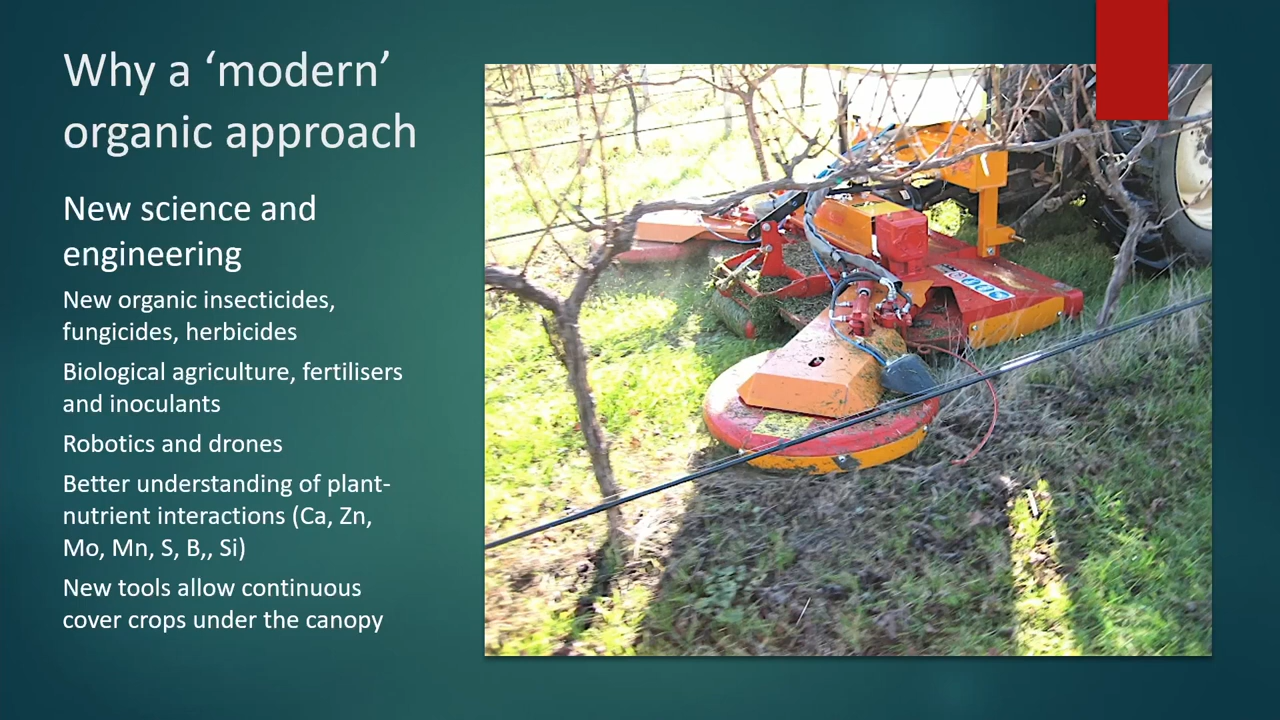 Why a ‘modern’
organic approach
New science and
engineering
New organic insecticides,
fungicides, herbicides
Biological agriculture, fertilisers
and inoculants
Robotics and drones
Better understanding of plant-
nutrient interactions (Ca, Zn,
Mo, Mn, S, B,, Si)
New tools allow continuous
cover crops under the canopy